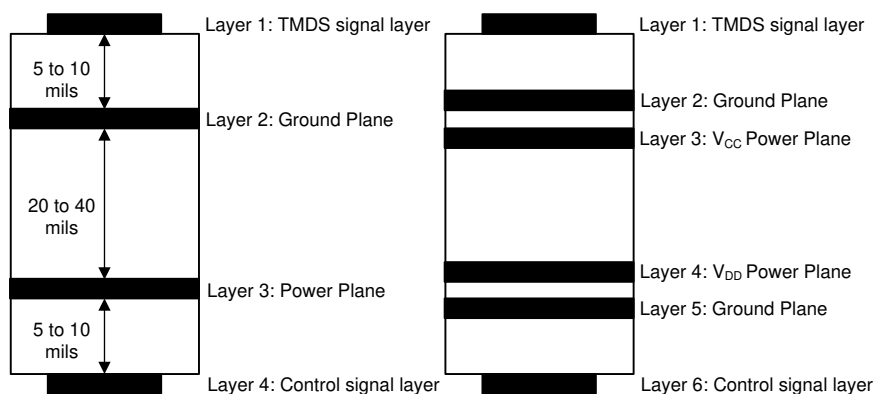 Layer 1: TMDS signal layer
5 to 10
mils
Layer 2: Ground Plane
20 to 40
mils
Layer 3: Power Plane
5 to 10
mils
Layer 4: Control signal layer
Layer 1: TMDS signal layer
Layer 2: Ground Plane
Layer 3: VCC Power Plane
Layer 4: VDD Power Plane
Layer 5: Ground Plane
Layer 6: Control signal layer